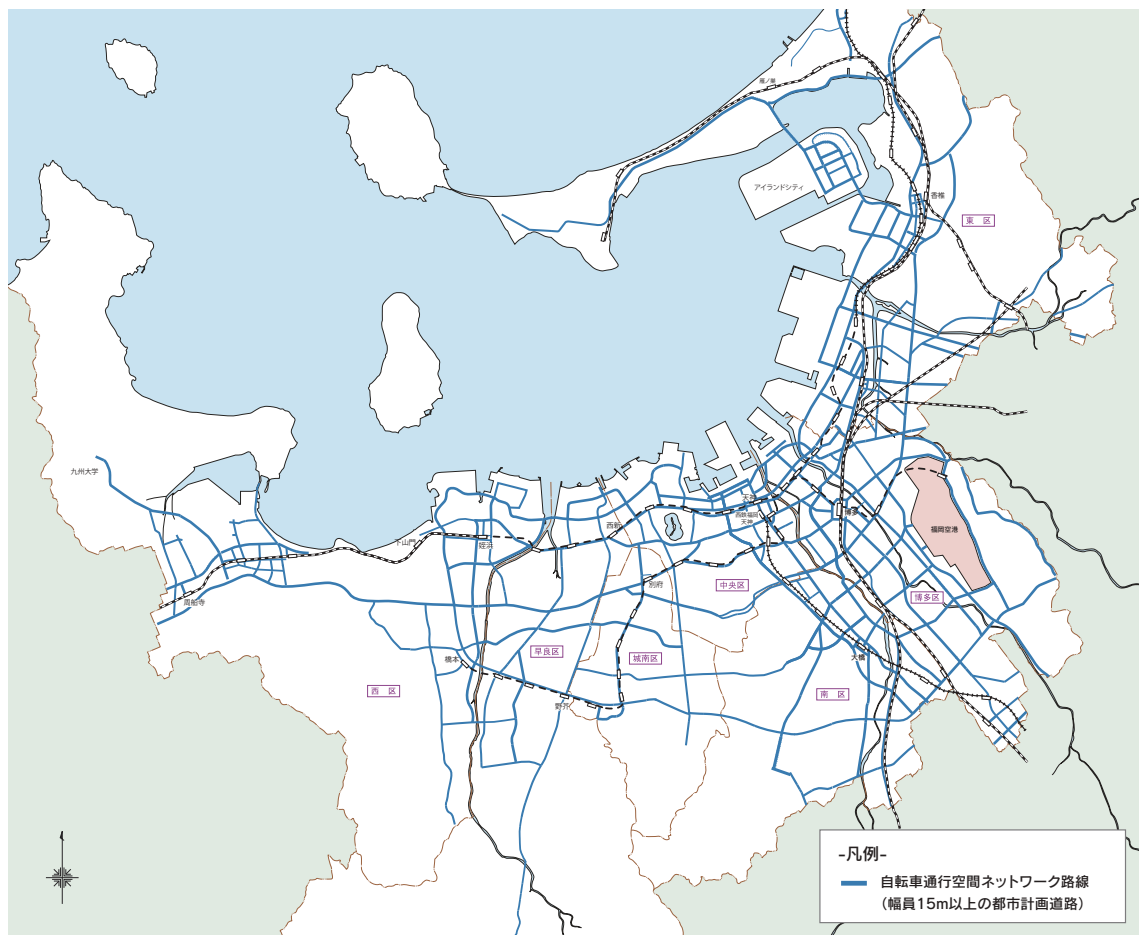 雁ノ巣
アイランドシティ
香椎
東 区
九州大学
天神
西鉄福岡
天神
博多
西新
福岡空港
下山門
姪浜
別府
中央区
博多区
周船寺
早良区
城南区
大橋
橋本
西 区
南 区
野芥
-凡例-
自転車通行空間ネットワーク路線
(幅員15m以上の都市計画道路)